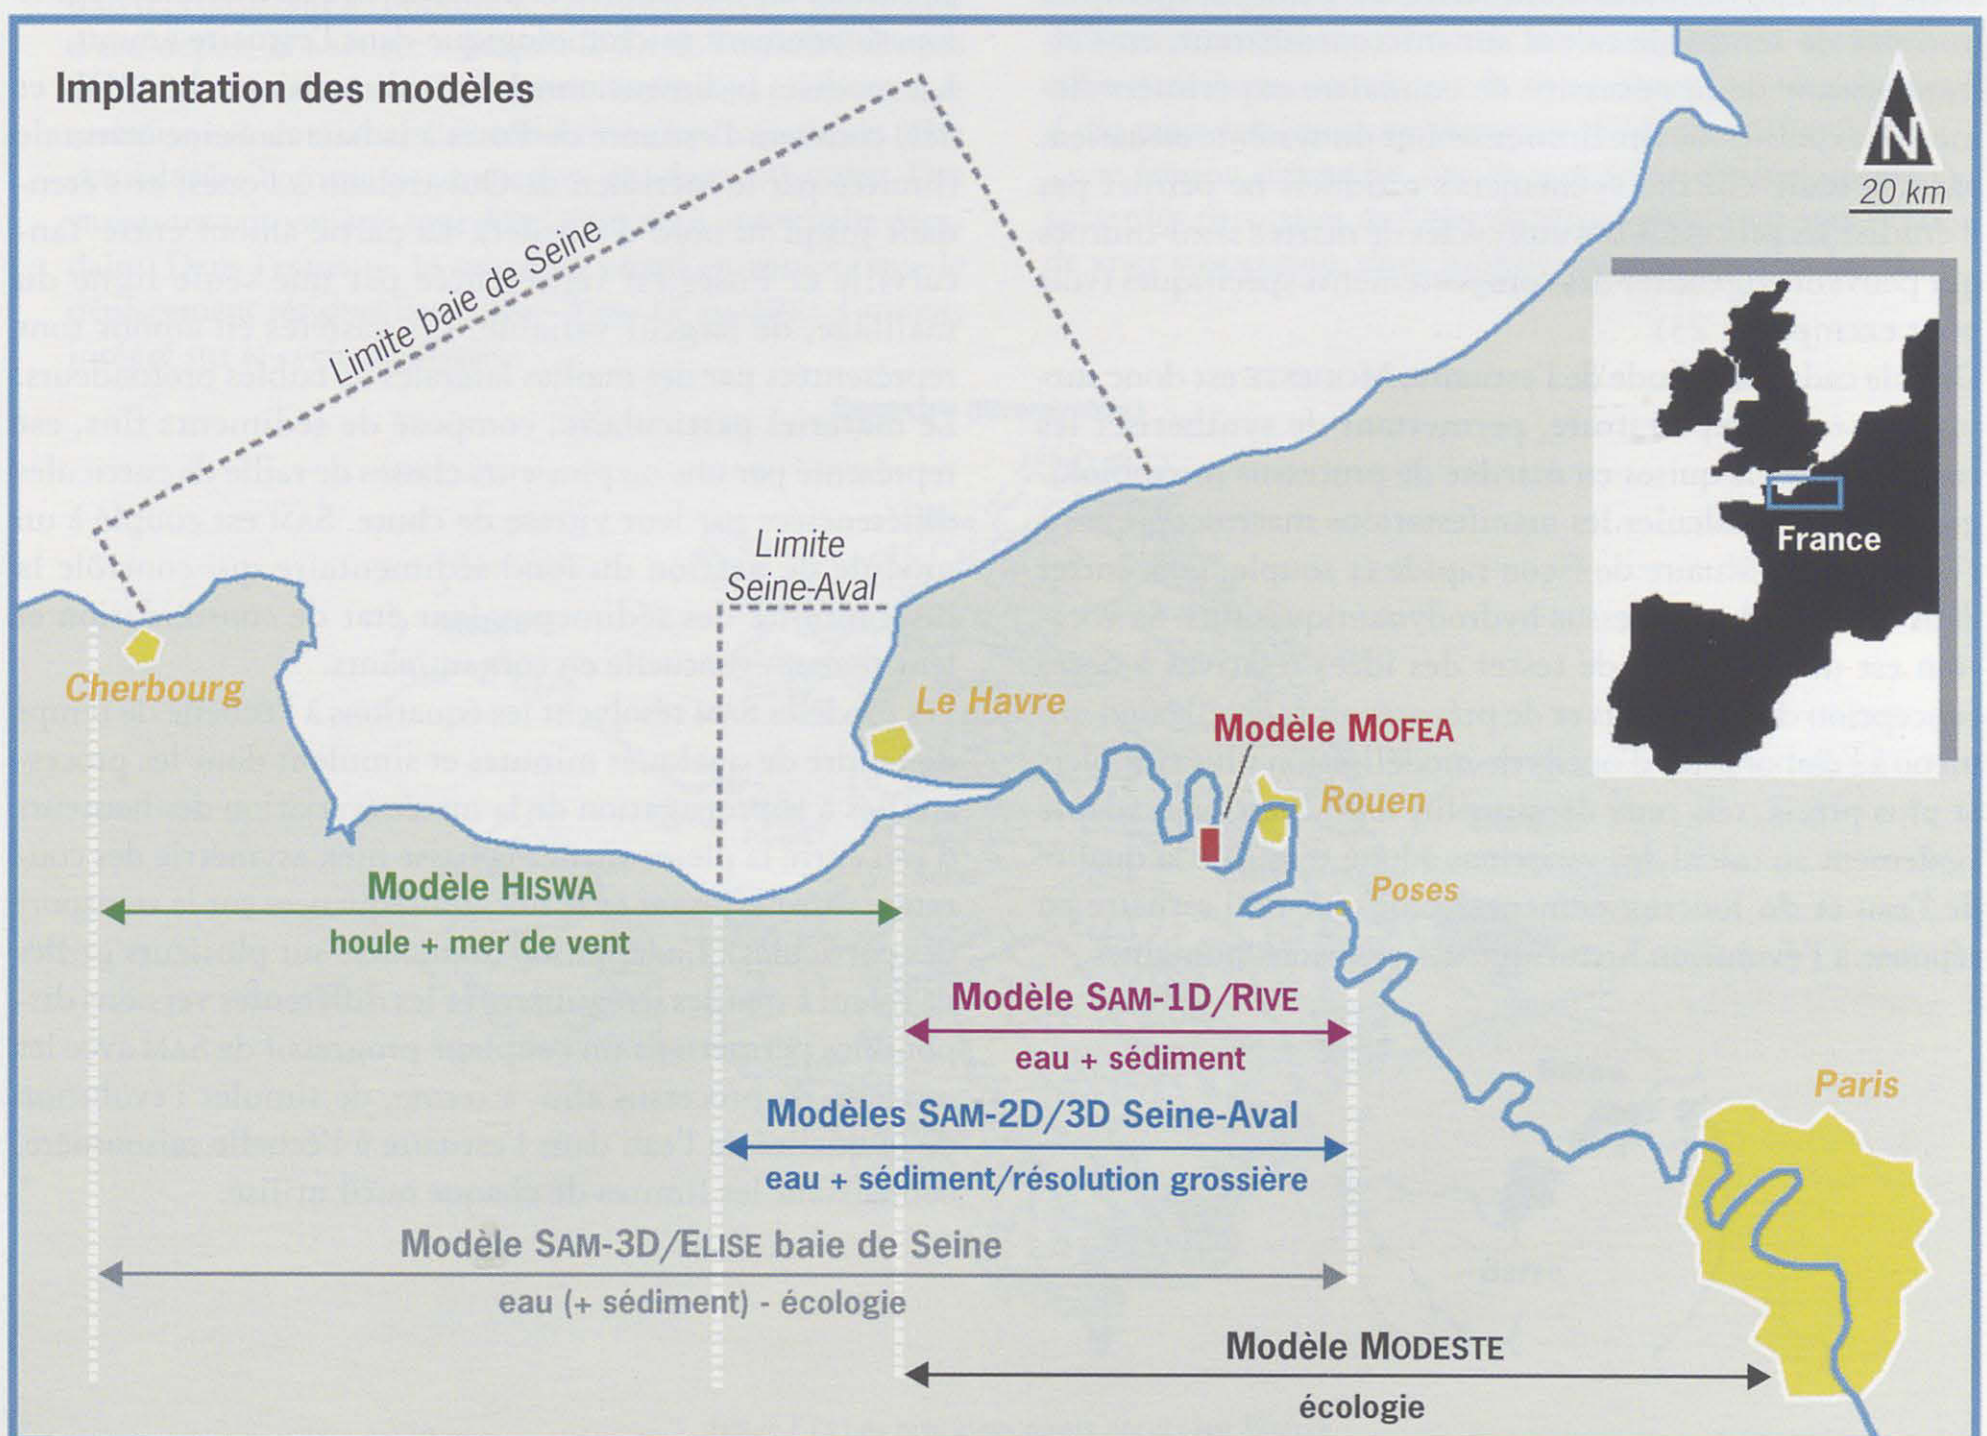 Implantation des modèles
N
20 km
Limite baie de Seine
France
Limite
Seine-Aval
Cherbourg
Le Havre
Modèle MOFEA
Rouen
Poses
Modèle HISWA
houle + mer de vent
Modèle SAM-1D/RIVE
eau + sédiment
Paris
Modèles SAM-2D/3D Seine-Aval
eau + sédiment/résolution grossière
Modèle SAM-3D/ELISE baie de Seine
eau (+ sédiment) - écologie
Modèle MODESTE
écologie